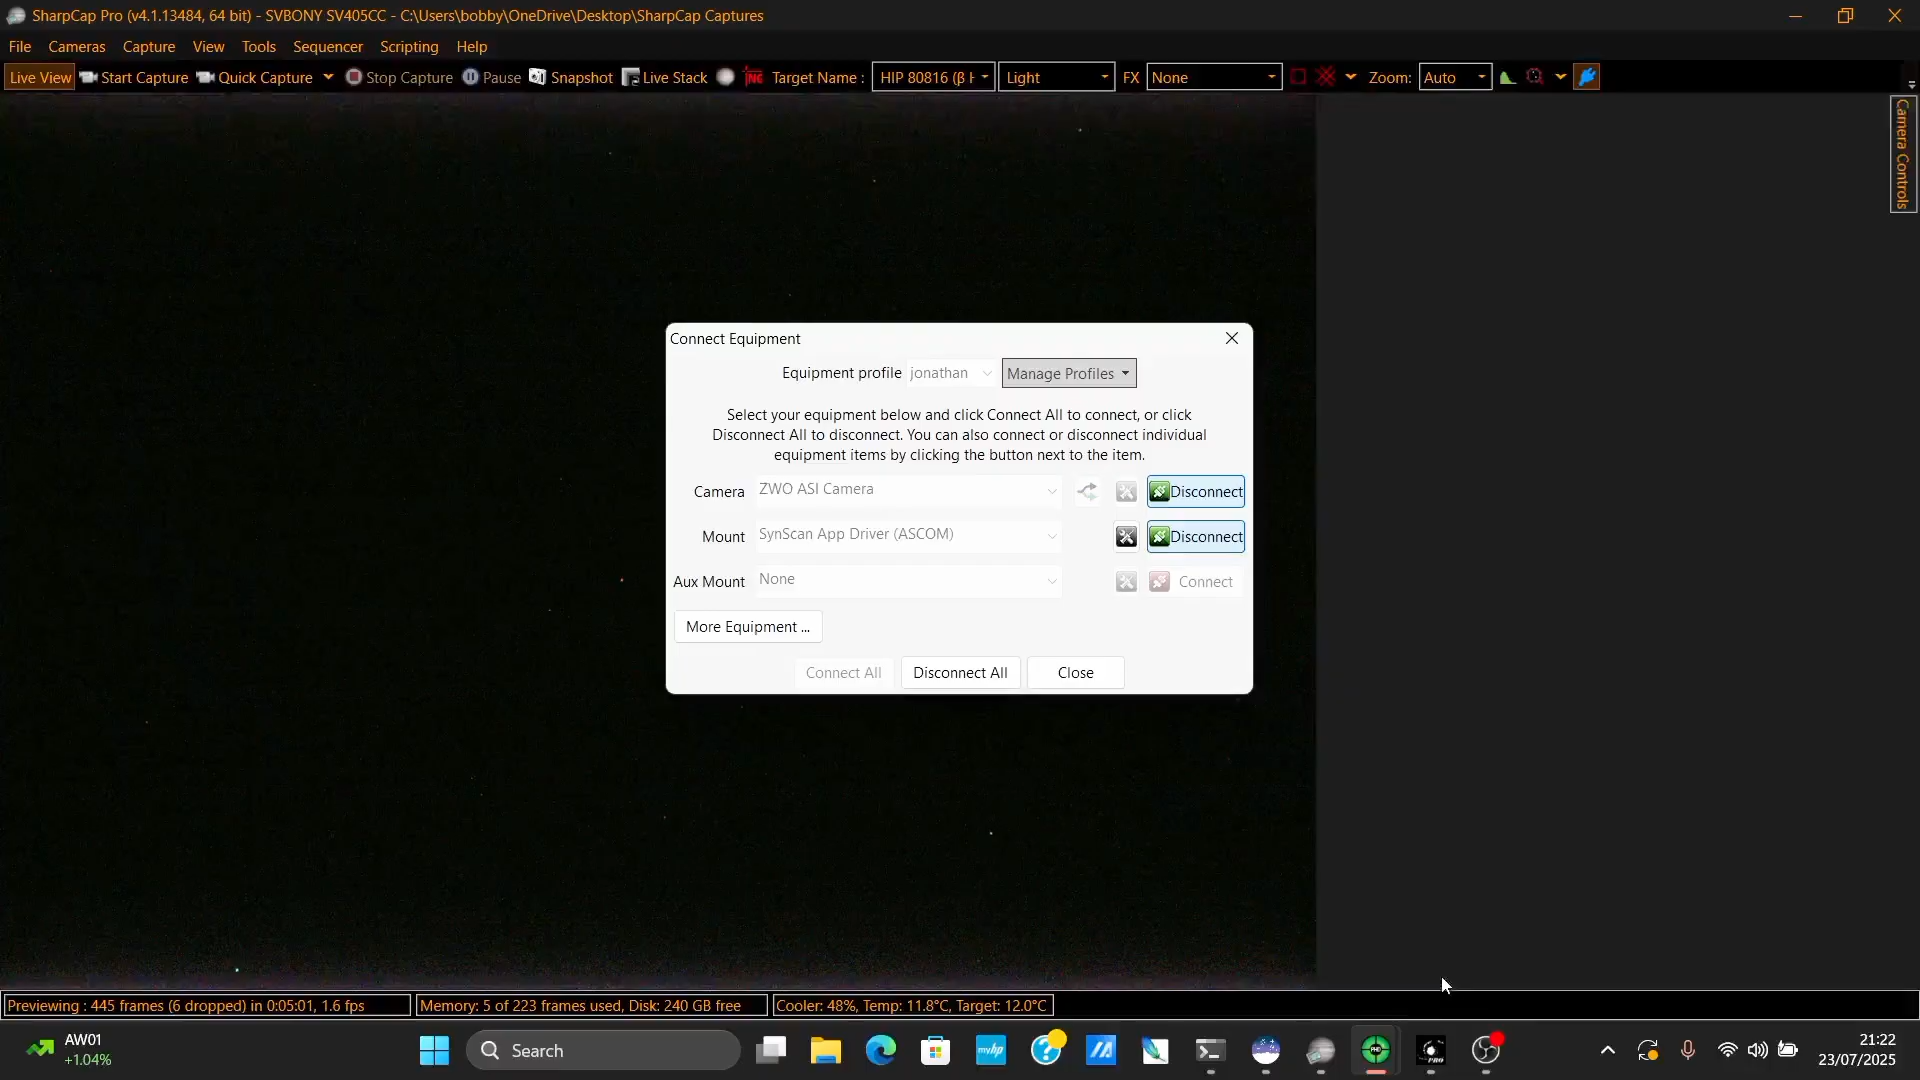 SharpCap Pro (v4.1.13484, 64 bit) - SVBONY SV405CC - C:\Users\bobby\OneDrive\Desktop\SharpCap Captures
File Cameras Capture View Tools Sequencer Scripting Help
Live View Start Capture Quick Capture Stop Capture Pause Snapshot Live Stack Target Name : HIP 80816 (β Light FX None Zoom: Auto
Camera Controls
Connect Equipment
Equipment profile jonathan Manage Profiles
Select your equipment below and click Connect All to connect, or click
Disconnect All to disconnect. You can also connect or disconnect individual
equipment items by clicking the button next to the item.
Camera ZWO ASI Camera Disconnect
Mount SynScan App Driver (ASCOM) Disconnect
Aux Mount None Connect
More Equipment ...
Connect All Disconnect All Close
Previewing : 445 frames (6 dropped) in 0:05:01, 1.6 fps Memory: 5 of 223 frames used, Disk: 240 GB free Cooler: 48%, Temp: 11.8°C, Target: 12.0°C
AW01
+1.04%
Search
myhp
PHD
PRO
21:22
23/07/2025